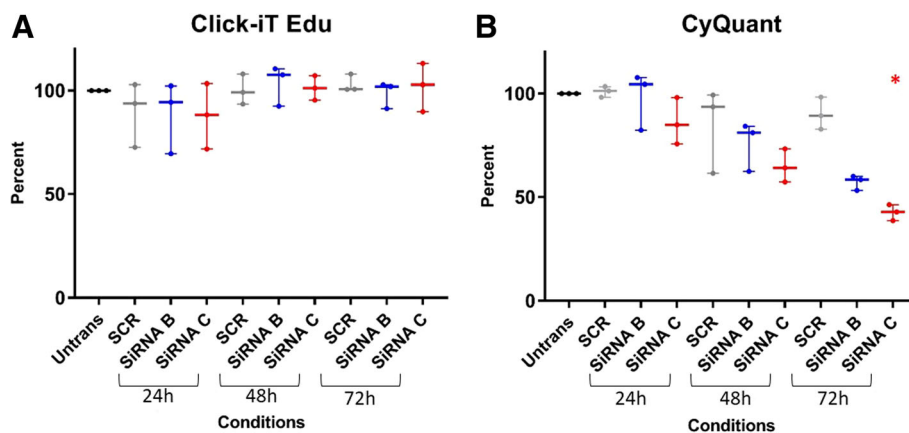 A
Click-iT Edu
Percent
100
50
0
Untrans
SCR
SiRNA B
SiRNA C
SCR
SiRNA B
SiRNA C
SCR
SiRNA B
SiRNA C
24h
48h
72h
Conditions
B
CyQuant
Percent
100
50
0
*
Untrans
SCR
SiRNA B
SiRNA C
SCR
SiRNA B
SiRNA C
SCR
SiRNA B
SiRNA C
24h
48h
72h
Conditions